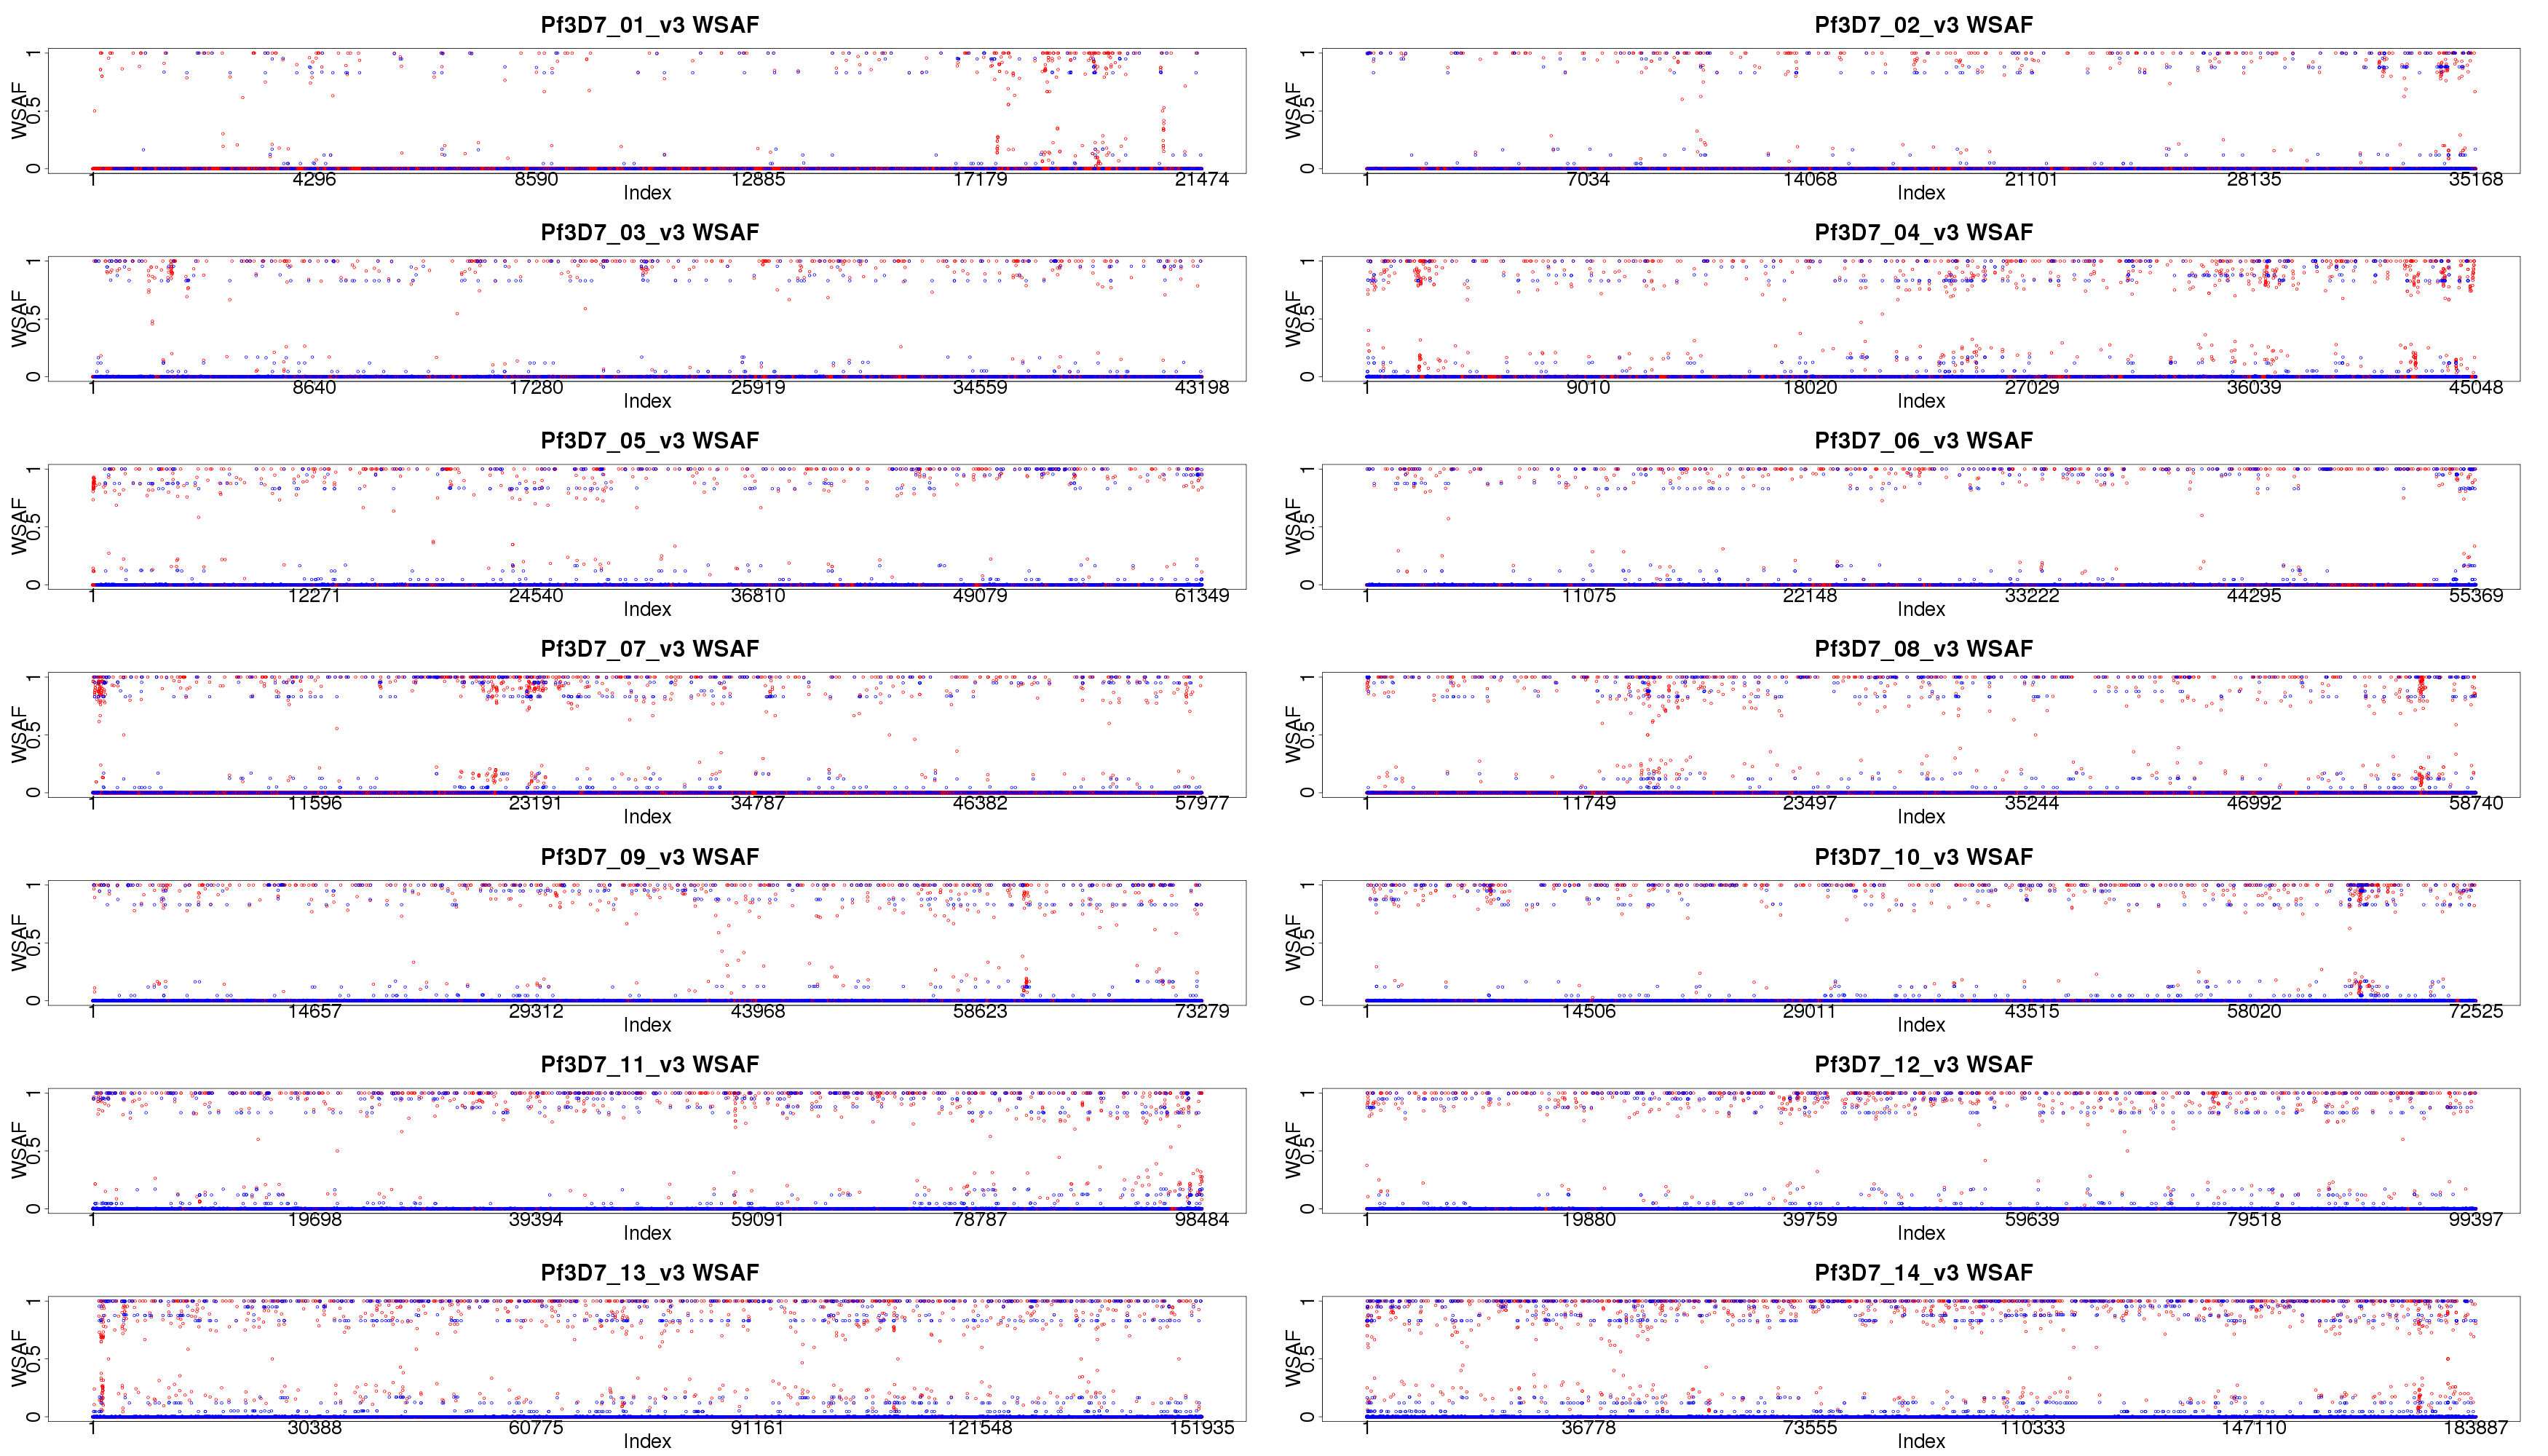 Pf3D7_01_v3 WSAF
WSAF
1
0.5
0
1 4296 8590 12885 17179 21474
Index
Pf3D7_02_v3 WSAF
WSAF
1
0.5
0
1 7034 14068 21101 28135 35168
Index
Pf3D7_03_v3 WSAF
WSAF
1
0.5
0
1 8640 17280 25919 34559 43198
Index
Pf3D7_04_v3 WSAF
WSAF
1
0.5
0
1 9010 18020 27029 36039 45048
Index
Pf3D7_05_v3 WSAF
WSAF
1
0.5
0
1 12271 24540 36810 49079 61349
Index
Pf3D7_06_v3 WSAF
WSAF
1
0.5
0
1 11075 22148 33222 44295 55369
Index
Pf3D7_07_v3 WSAF
WSAF
1
0.5
0
1 11596 23191 34787 46382 57977
Index
Pf3D7_08_v3 WSAF
WSAF
1
0.5
0
1 11749 23497 35244 46992 58740
Index
Pf3D7_09_v3 WSAF
WSAF
1
0.5
0
1 14657 29312 43968 58623 73279
Index
Pf3D7_10_v3 WSAF
WSAF
1
0.5
0
1 14506 29011 43515 58020 72525
Index
Pf3D7_11_v3 WSAF
WSAF
1
0.5
0
1 19698 39394 59091 78787 98484
Index
Pf3D7_12_v3 WSAF
WSAF
1
0.5
0
1 19880 39759 59639 79518 99397
Index
Pf3D7_13_v3 WSAF
WSAF
1
0.5
0
1 30388 60775 91161 121548 151935
Index
Pf3D7_14_v3 WSAF
WSAF
1
0.5
0
1 36778 73555 110333 147110 183887
Index